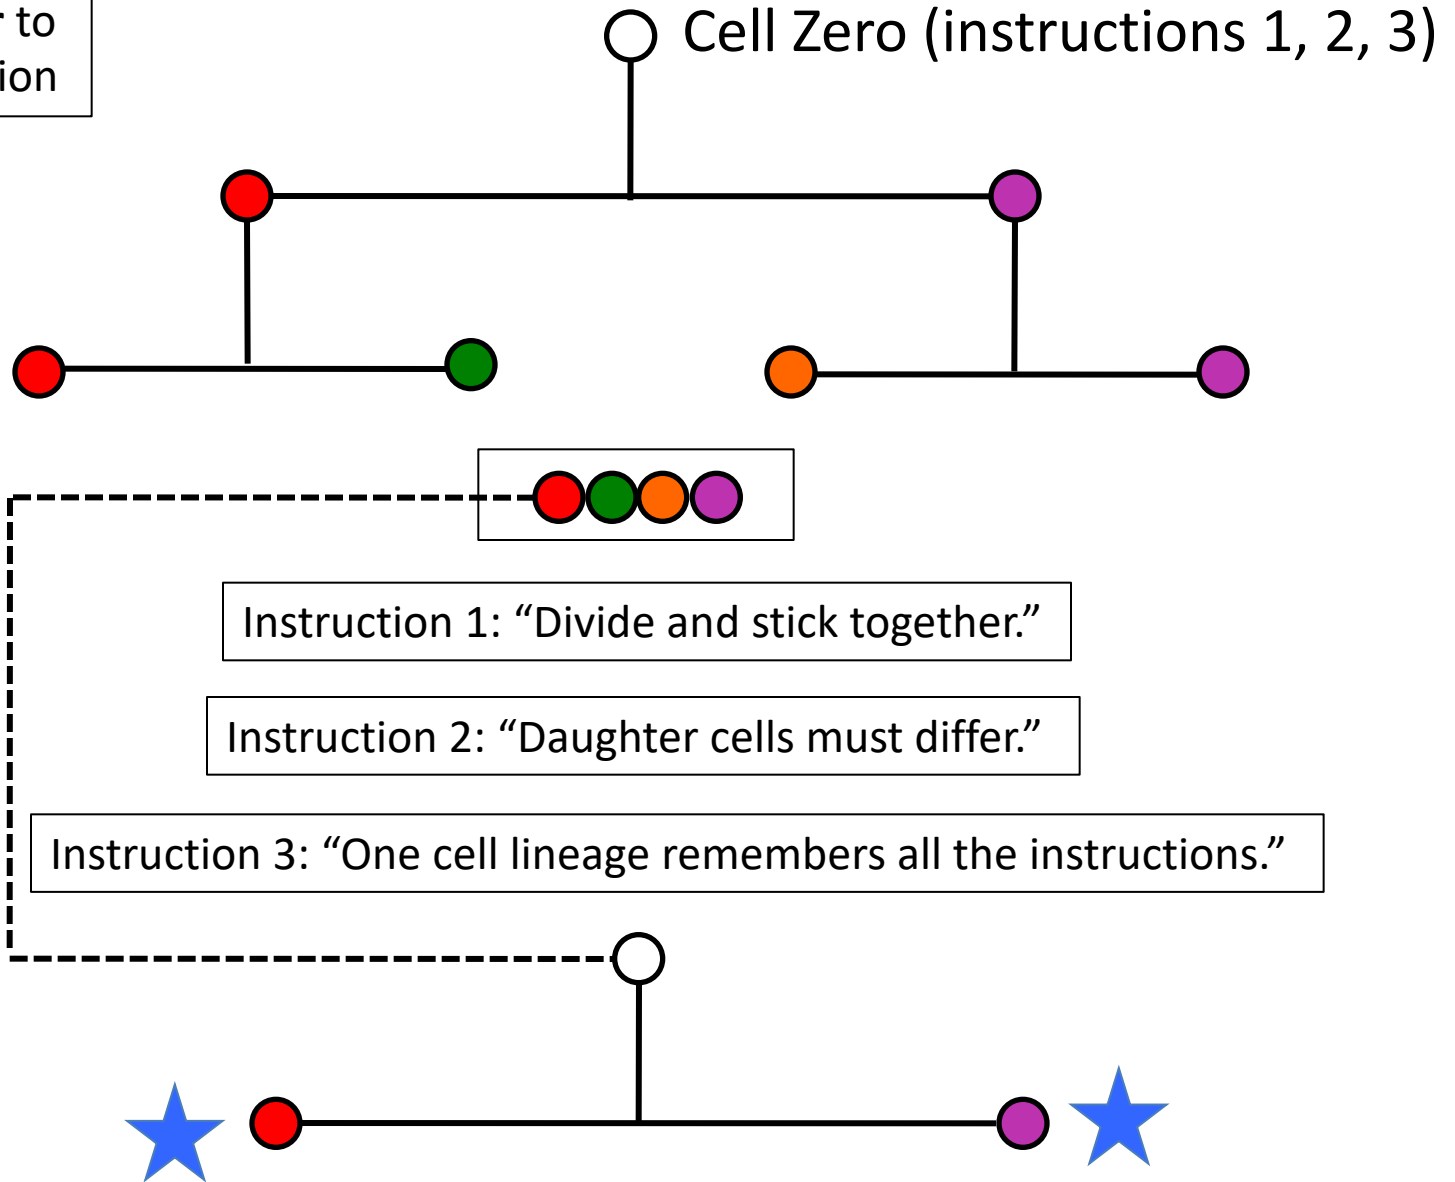 to
ion
Cell Zero (instructions 1, 2, 3)
Instruction 1: “Divide and stick together.”
Instruction 2: “Daughter cells must differ.”
Instruction 3: “One cell lineage remembers all the instructions.”